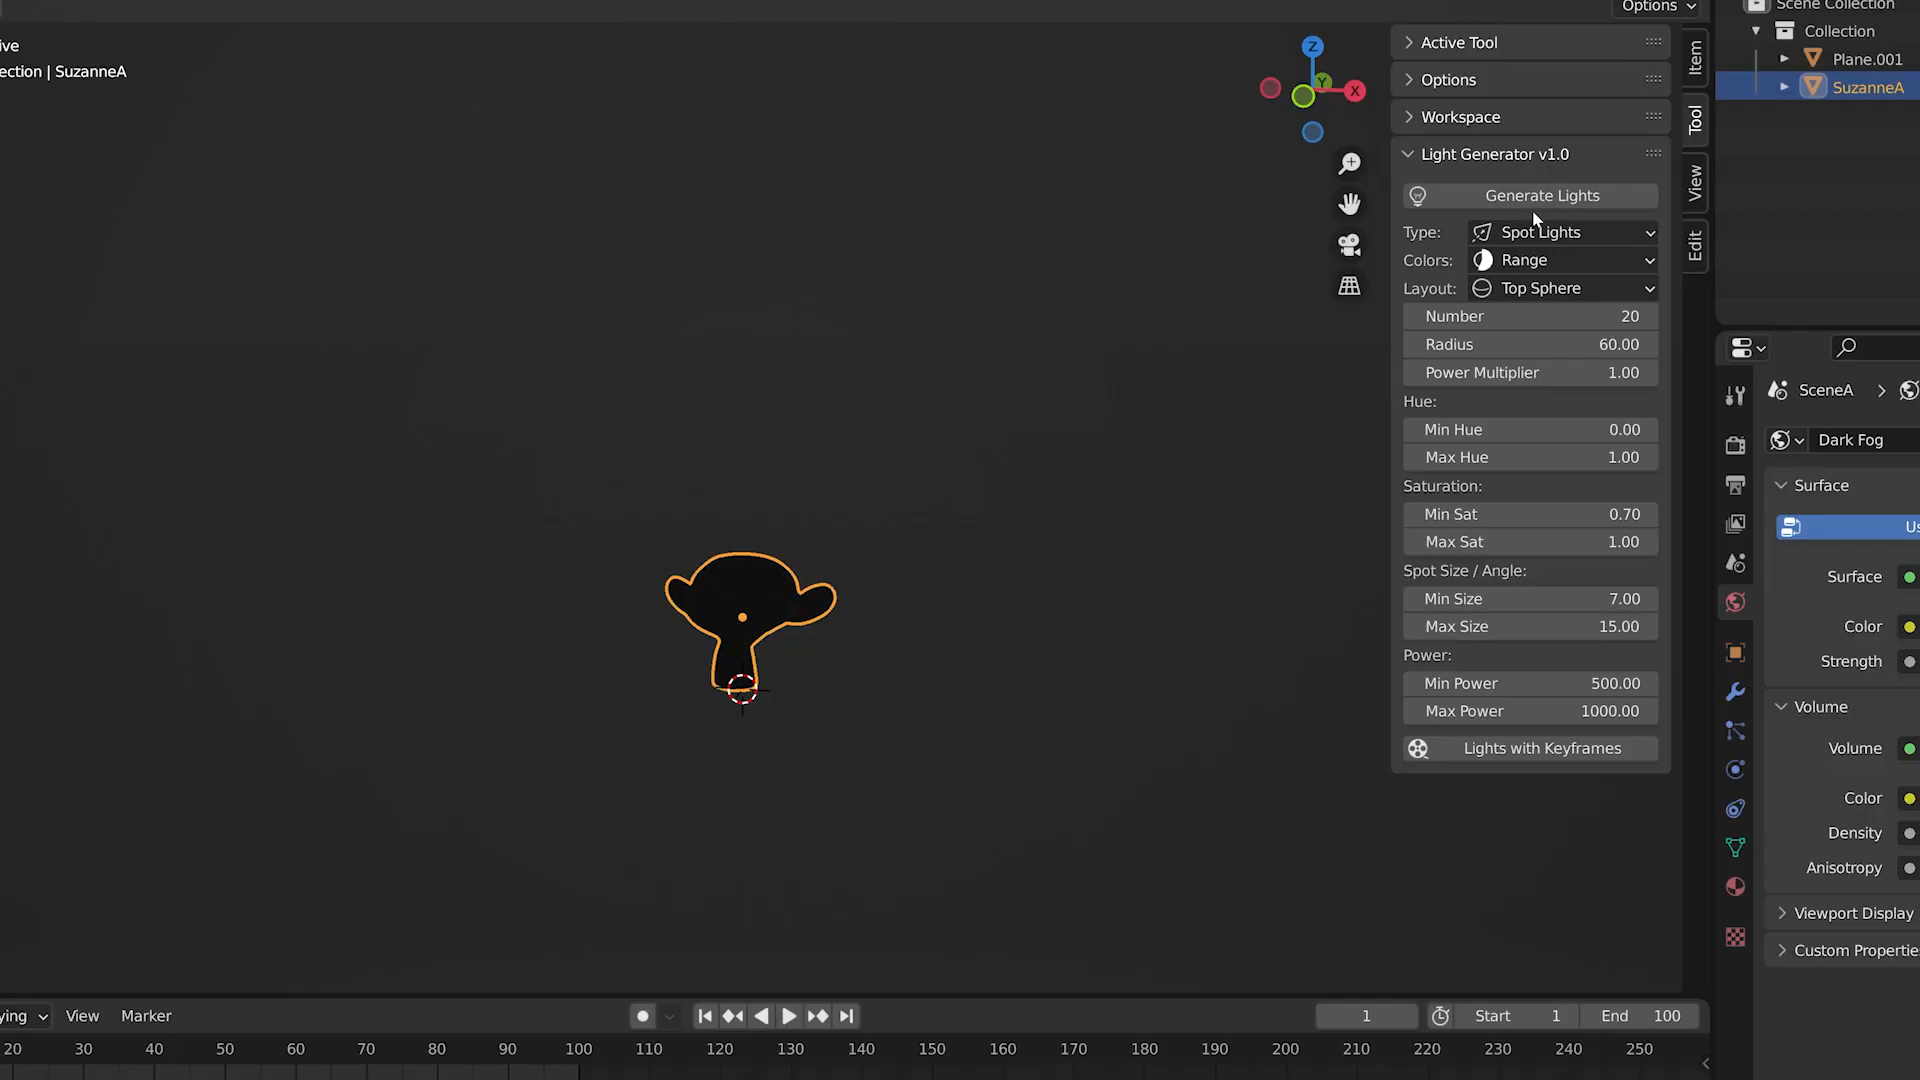 Options
Scene Collection
Collection
Plane.001
SuzanneA
ive
ection | SuzanneA
Z
Y
X
Active Tool
Options
Workspace
Light Generator v1.0
Generate Lights
Type: Spot Lights
Colors: Range
Layout: Top Sphere
Number 20
Radius 60.00
Power Multiplier 1.00
Hue:
Min Hue 0.00
Max Hue 1.00
Saturation:
Min Sat 0.70
Max Sat 1.00
Spot Size / Angle:
Min Size 7.00
Max Size 15.00
Power:
Min Power 500.00
Max Power 1000.00
Lights with Keyframes
Item
Tool
View
Edit
SceneA
Dark Fog
Surface
Us
Surface
Color
Strength
Volume
Volume
Color
Density
Anisotropy
Viewport Display
Custom Propertie
ying View Marker
1 Start 1 End 100
20 30 40 50 60 70 80 90 100 110 120 130 140 150 160 170 180 190 200 210 220 230 240 250